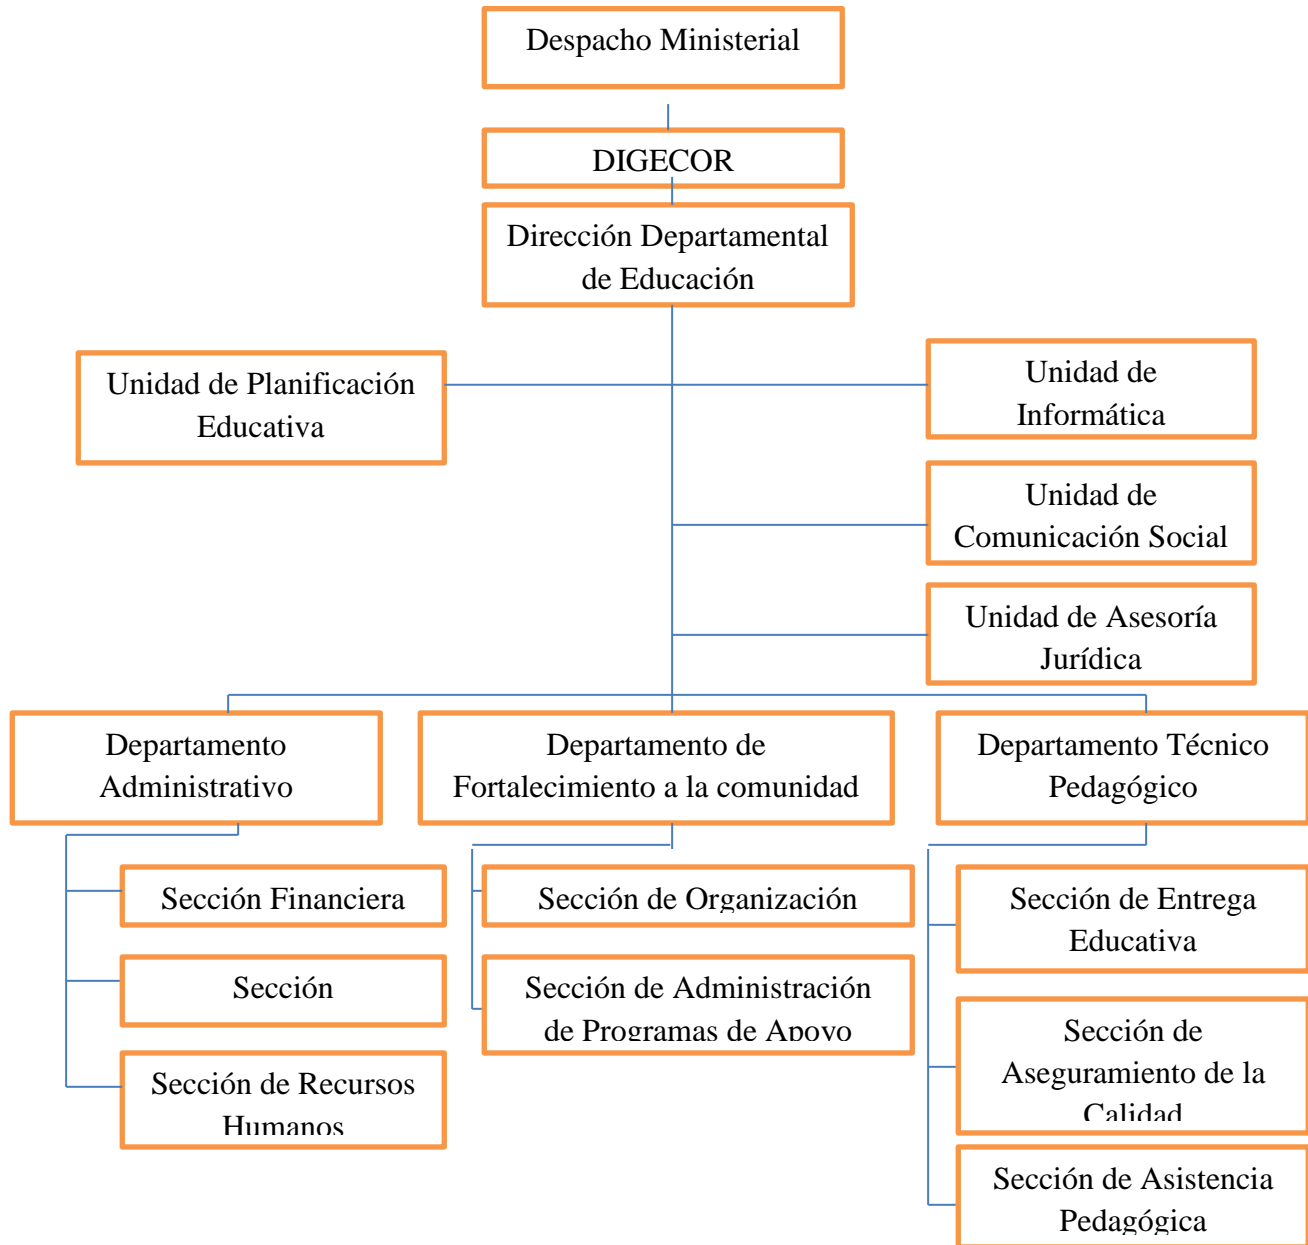 Despacho Ministerial
DIGECOR
Dirección Departamental
de Educación
Unidad de Planificación
Educativa
Unidad de
Informática
Unidad de
Comunicación Social
Unidad de Asesoría
Jurídica
Departamento
Administrativo
Departamento de
Fortalecimiento a la comunidad
Departamento Técnico
Pedagógico
Sección Financiera
Sección
Sección de Recursos
Humanos
Sección de Organización
Sección de Administración
de Programas de Apoyo
Sección de Entrega
Educativa
Sección de
Aseguramiento de la
Calidad
Sección de Asistencia
Pedagógica